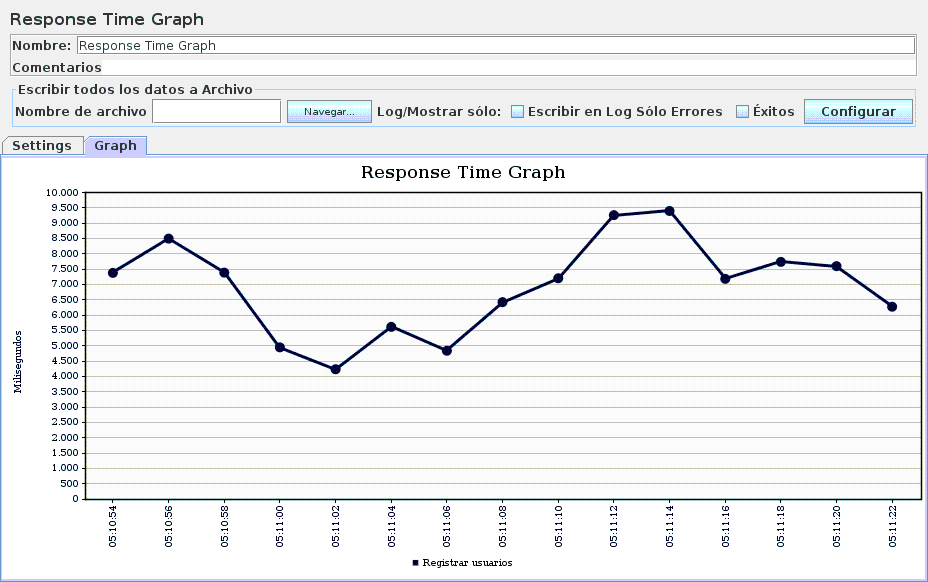 Response Time Graph
Nombre: Response Time Graph
Comentarios
Escribir todos los datos a Archivo
Nombre de archivo Navegar... Log/Mostrar sólo: Escribir en Log Sólo Errores Éxitos Configurar
Settings Graph
Response Time Graph
Milisegundos
10.000
9.500
9.000
8.500
8.000
7.500
7.000
6.500
6.000
5.500
5.000
4.500
4.000
3.500
3.000
2.500
2.000
1.500
1.000
500
0
05:10:54 05:10:56 05:10:58 05:11:00 05:11:02 05:11:04 05:11:06 05:11:08 05:11:10 05:11:12 05:11:14 05:11:16 05:11:18 05:11:20 05:11:22
Registrar usuarios